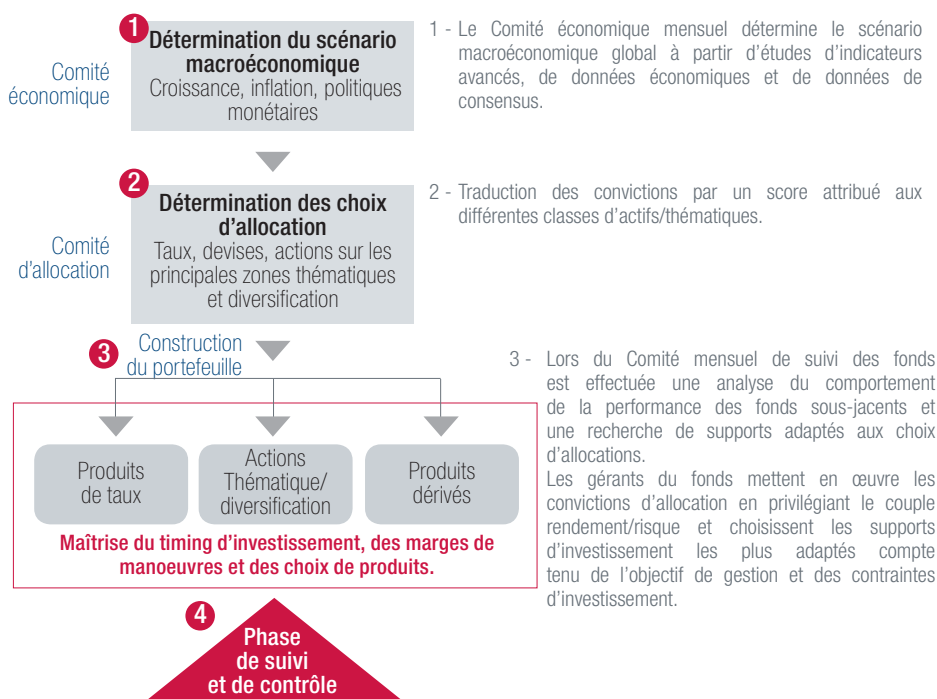 1
Détermination du scénario
macroéconomique
Croissance, inflation, politiques
monétaires
Comité
économique
1 - Le Comité économique mensuel détermine le scénario
macroéconomique global à partir d'études d'indicateurs
avancés, de données économiques et de données de
consensus.
2
Détermination des choix
d'allocation
Taux, devises, actions sur les
principales zones thématiques
et diversification
Comité
d'allocation
2 - Traduction des convictions par un score attribué aux
différentes classes d'actifs/thématiques.
3
Construction
du portefeuille
Produits
de taux
Actions
Thématique/
diversification
Produits
dérivés
Maîtrise du timing d'investissement, des marges de
manoeuvres et des choix de produits.
3 - Lors du Comité mensuel de suivi des fonds
est effectuée une analyse du comportement
de la performance des fonds sous-jacents et
une recherche de supports adaptés aux choix
d'allocations.
Les gérants du fonds mettent en œuvre les
convictions d'allocation en privilégiant le couple
rendement/risque et choisissent les supports
d'investissement les plus adaptés compte
tenu de l'objectif de gestion et des contraintes
d'investissement.
4
Phase
de suivi
et de contrôle